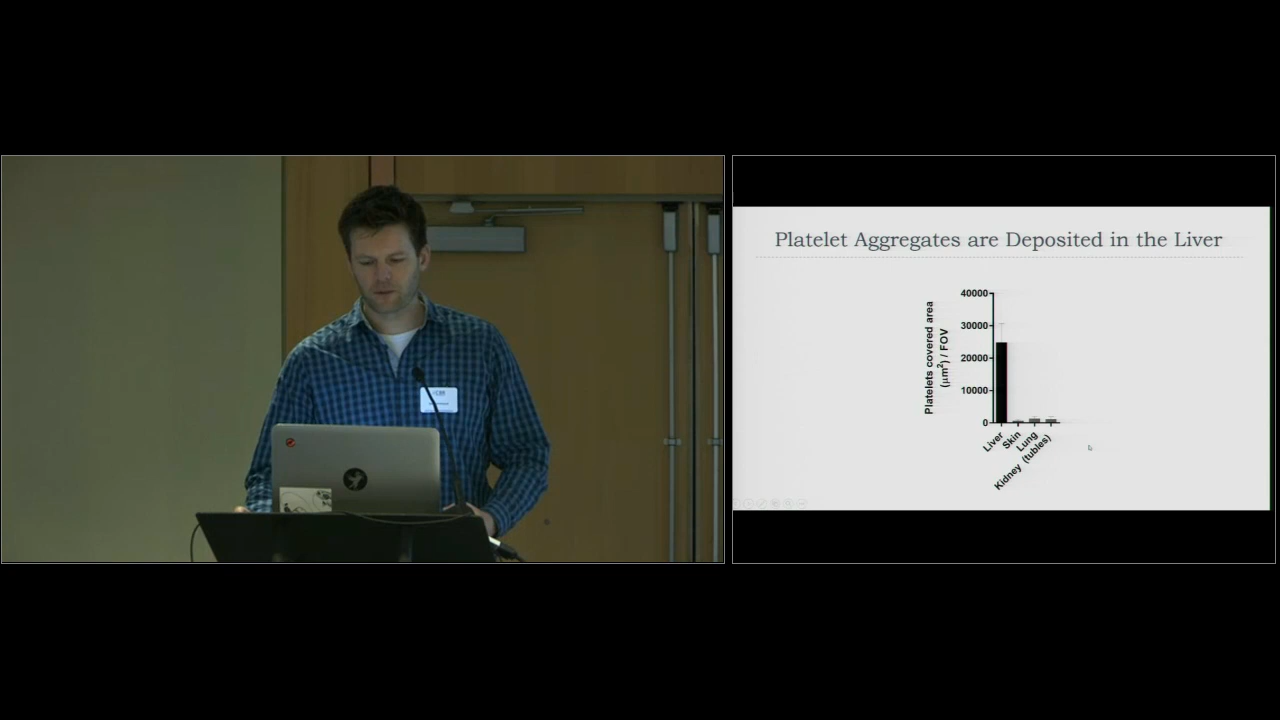 Platelet Aggregates are Deposited in the Liver
Platelets covered area
(μm²) / FOV
40000
30000
20000
10000
0
Liver
Skin
Lung
Kidney (tubles)